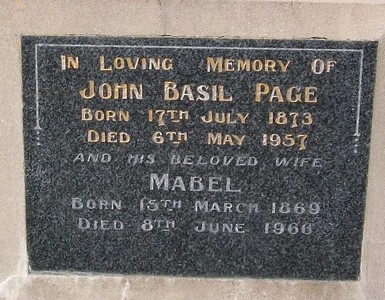 In Loving Memory Of
John Basil Page
Born 17th July 1873
Died 6th May 1957
And His Beloved Wife
Mabel
Born 15th March 1869
Died 8th June 1966